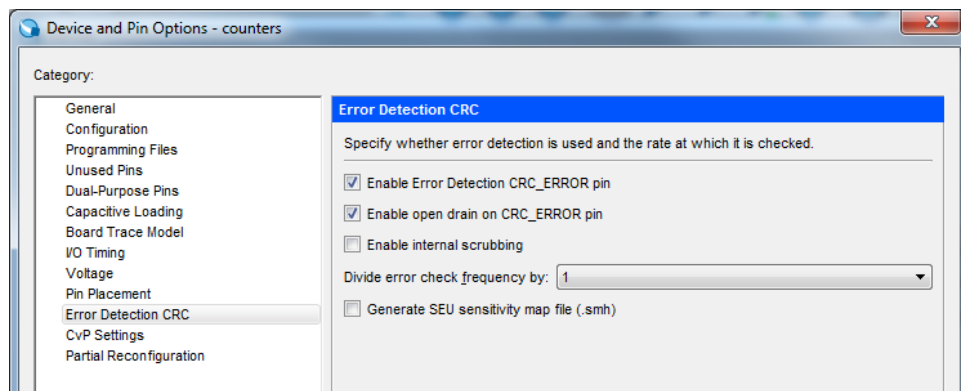 Device and Pin Options - counters
Category:
General
Configuration
Programming Files
Unused Pins
Dual-Purpose Pins
Capacitive Loading
Board Trace Model
I/O Timing
Voltage
Pin Placement
Error Detection CRC
CvP Settings
Partial Reconfiguration
Error Detection CRC
Specify whether error detection is used and the rate at which it is checked.
Enable Error Detection CRC_ERROR pin
Enable open drain on CRC_ERROR pin
Enable internal scrubbing
Divide error check frequency by: 1
Generate SEU sensitivity map file (.smh)